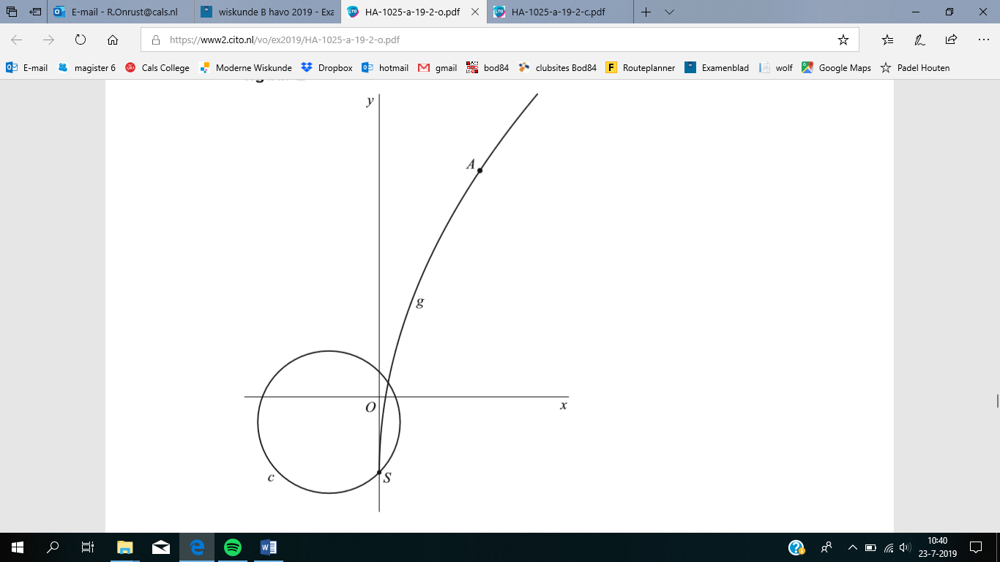 E-mail - R.Onrust@cals.nl
wiskunde B havo 2019 - Exa
HA-1025-a-19-2-o.pdf
HA-1025-a-19-2-c.pdf
https://www2.cito.nl/vo/ex2019/HA-1025-a-19-2-o.pdf
E-mail
magister 6
Cals College
Moderne Wiskunde
Dropbox
hotmail
gmail
bod84
clubsites Bod84
Routeplanner
Examenblad
wolf
Google Maps
Padel Houten
y
A
g
O
x
c
S
10:40
23-7-2019